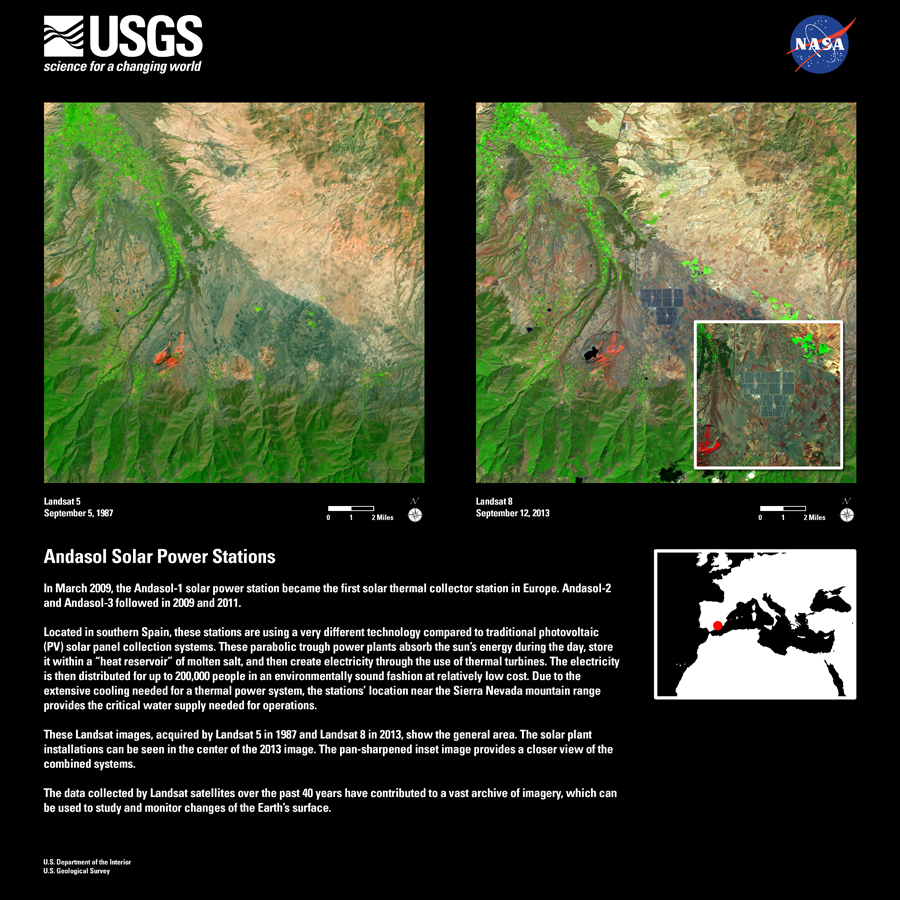 USGS
science for a changing world
NASA
Landsat 5
September 5, 1987
0 1 2 Miles
N
Landsat 8
September 12, 2013
0 1 2 Miles
N
Andasol Solar Power Stations
In March 2009, the Andasol-1 solar power station became the first solar thermal collector station in Europe. Andasol-2
and Andasol-3 followed in 2009 and 2011.
Located in southern Spain, these stations are using a very different technology compared to traditional photovoltaic
(PV) solar panel collection systems. These parabolic trough power plants absorb the sun's energy during the day, store
it within a "heat reservoir" of molten salt, and then create electricity through the use of thermal turbines. The electricity
is then distributed for up to 200,000 people in an environmentally sound fashion at relatively low cost. Due to the
extensive cooling needed for a thermal power system, the stations' location near the Sierra Nevada mountain range
provides the critical water supply needed for operations.
These Landsat images, acquired by Landsat 5 in 1987 and Landsat 8 in 2013, show the general area. The solar plant
installations can be seen in the center of the 2013 image. The pan-sharpened inset image provides a closer view of the
combined systems.
The data collected by Landsat satellites over the past 40 years have contributed to a vast archive of imagery, which can
be used to study and monitor changes of the Earth's surface.
U.S. Department of the Interior
U.S. Geological Survey